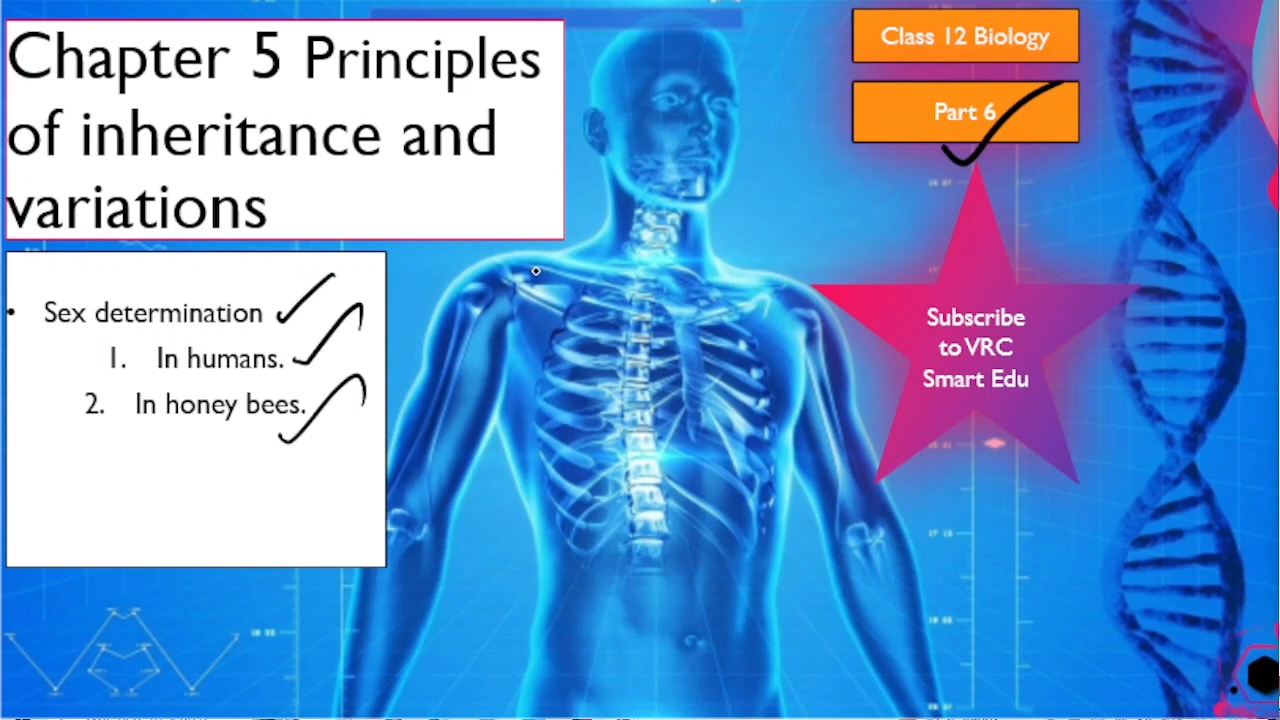 Chapter 5 Principles
of inheritance and
variations
• Sex determination
1. In humans.
2. In honey bees.
Class 12 Biology
Part 6
Subscribe
to VRC
Smart Edu